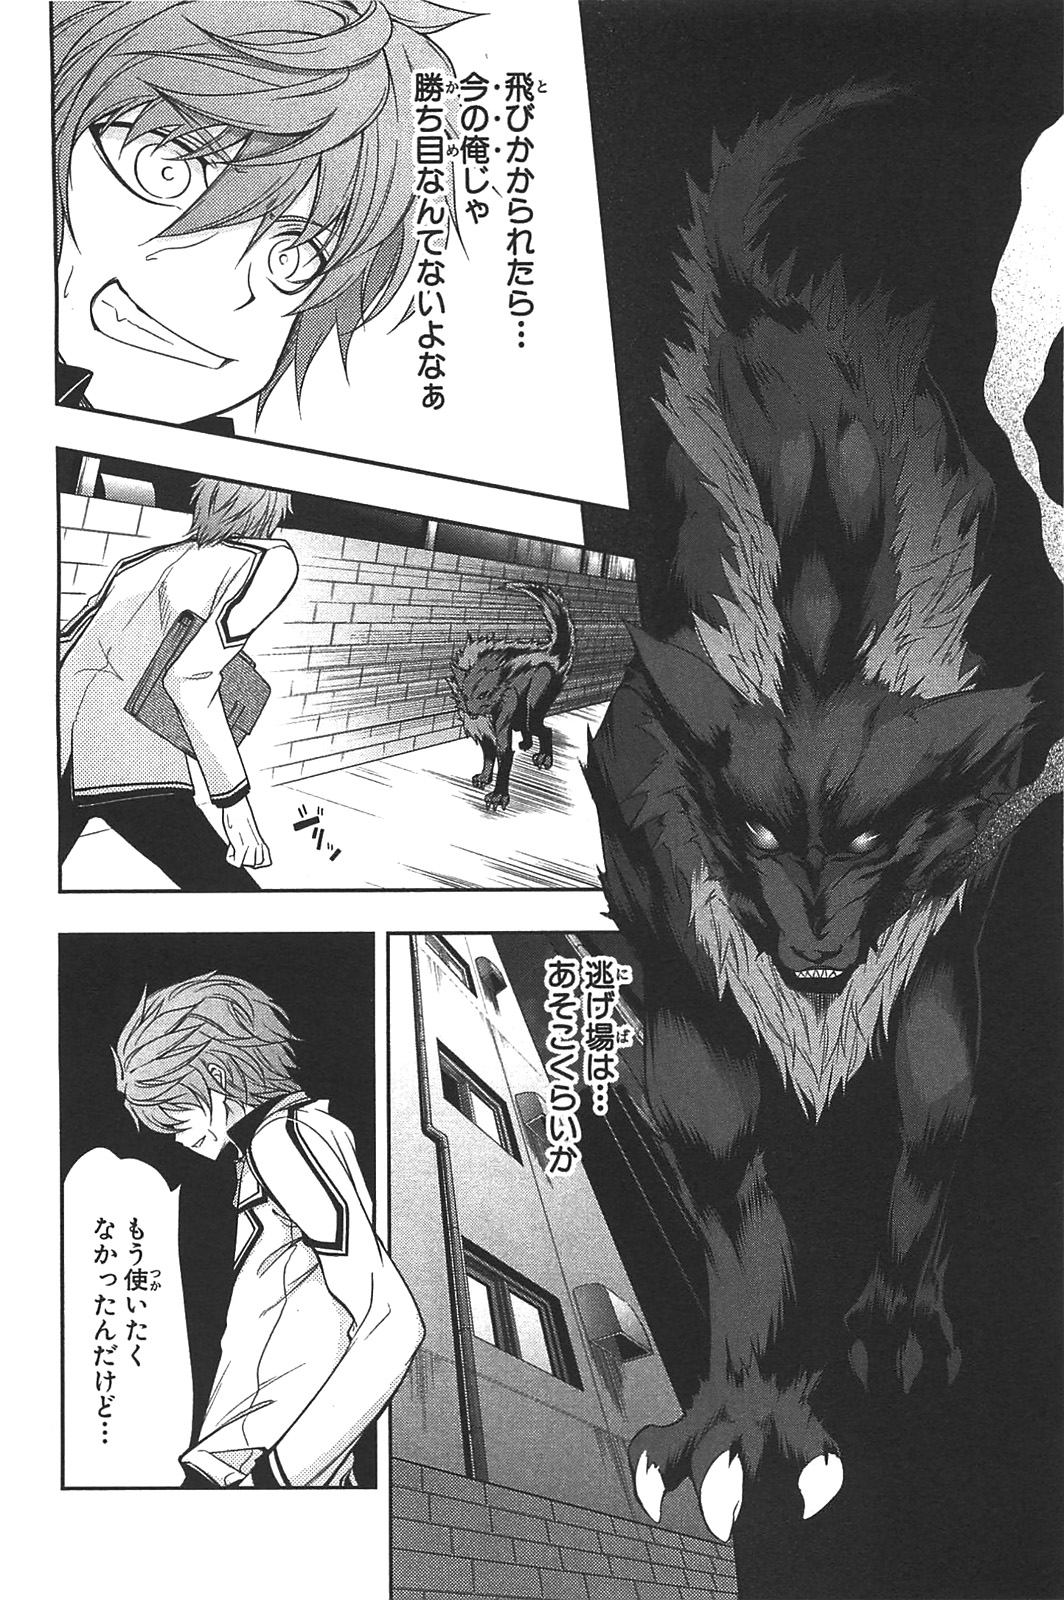 飛びかかられたら…
今の俺じゃ
勝ち目なんてないよなぁ
ザッ
逃げ場は…
あそこくらいか
もう使いたく
なかったんだけど…